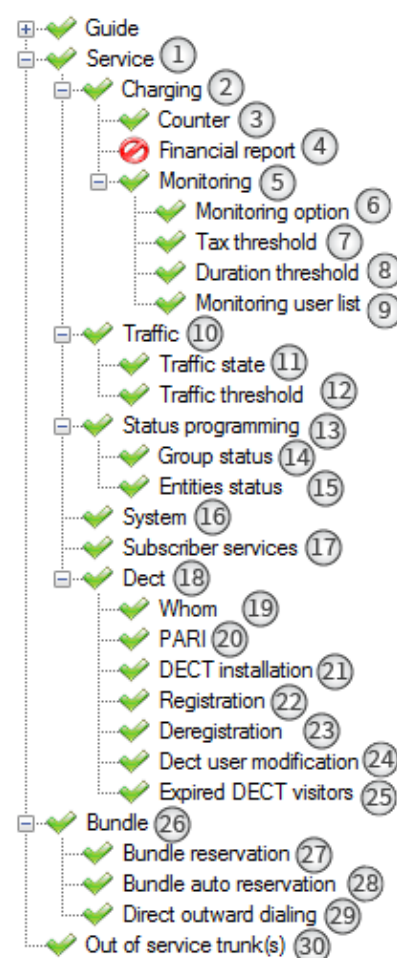 Guide
Service 1
Charging 2
Counter 3
Financial report 4
Monitoring 5
Monitoring option 6
Tax threshold 7
Duration threshold 8
Monitoring user list 9
Traffic 10
Traffic state 11
Traffic threshold 12
Status programming 13
Group status 14
Entities status 15
System 16
Subscriber services 17
Dect 18
Whom 19
PARI 20
DECT installation 21
Registration 22
Deregistration 23
Dect user modification 24
Expired DECT visitors 25
Bundle 26
Bundle reservation 27
Bundle auto reservation 28
Direct outward dialing 29
Out of service trunk(s) 30